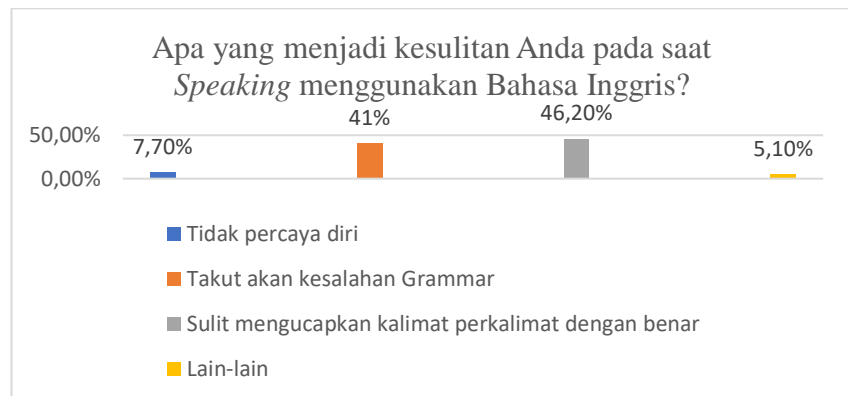 Apa yang menjadi kesulitan Anda pada saat
Speaking menggunakan Bahasa Inggris?
7,70%
41%
46,20%
5,10%
50,00%
0,00%
Tidak percaya diri
Takut akan kesalahan Grammar
Sulit mengucapkan kalimat perkalimat dengan benar
Lain-lain